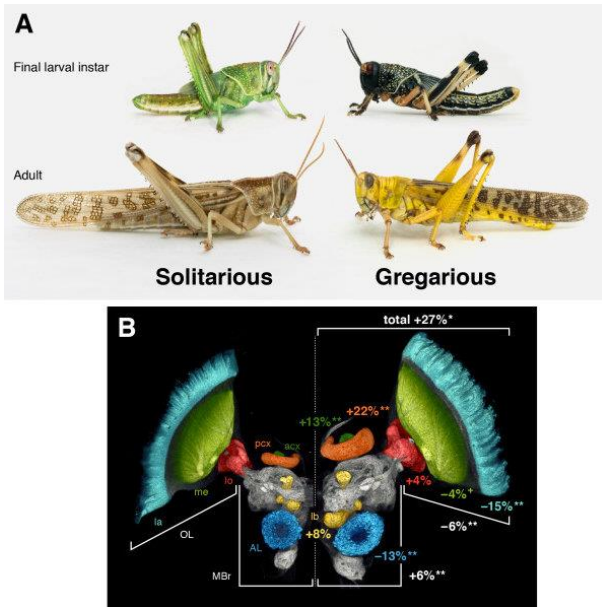 A
Final larval instar
Adult
Solitarious
Gregarious
B
total +27%*
+13%**
+22%**
pcx
acx
lo
me
la
OL
lb
+8%
AL
MBr
+4%
−4%+
−15%**
−6%**
−13%**
+6%**